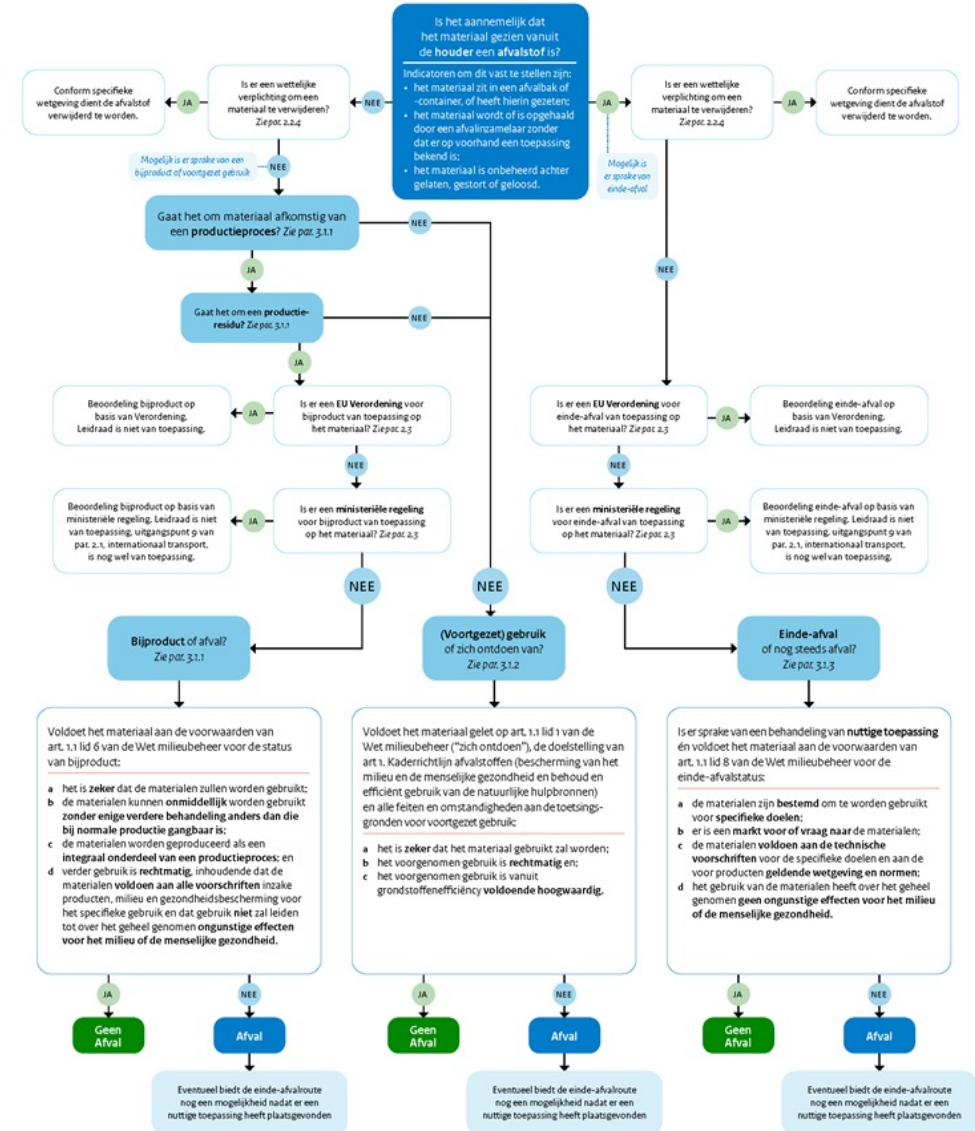 Is het aannemelijk dat
het materiaal gezien vanuit
de houder een afvalstof is?
Indicatoren om dit vast te stellen zijn:
• het materiaal zit in een afvalbak of
-container, of heeft hierin gezeten;
• het materiaal wordt of is opgehaald
door een afvalinzamelaar zonder
dat er op voorhand een toepassing
bekend is;
• het materiaal is onbeheerd achter
gelaten, gestort of geloosd.
NEE
JA
Is er een wettelijke
verplichting om een
materiaal te verwijderen?
Zie par. 2.2.4
JA
Conform specifieke
wetgeving dient de afvalstof
verwijderd te worden.
Mogelijk is er sprake van een
bijproduct of voortgezet gebruik
NEE
Is er een wettelijke
verplichting om een
materiaal te verwijderen?
Zie par. 2.2.4
JA
Conform specifieke
wetgeving dient de afvalstof
verwijderd te worden.
Mogelijk is
er sprake van
einde-afval
NEE
Gaat het om materiaal afkomstig van
een productieproces? Zie par. 3.1.1
NEE
JA
Gaat het om een productie-
residu? Zie par. 3.1.1
NEE
JA
Is er een EU Verordening voor
bijproduct van toepassing op
het materiaal? Zie par. 2.3
JA
Beoordeling bijproduct op
basis van Verordening.
Leidraad is niet van toepassing.
NEE
Is er een ministeriële regeling
voor bijproduct van toepassing
op het materiaal? Zie par. 2.3
JA
Beoordeling bijproduct op basis van
ministeriële regeling. Leidraad is niet
van toepassing, uitgangspunt 9 van
par. 2.1, internationaal transport,
is nog wel van toepassing.
NEE
NEE
Is er een EU Verordening voor
einde-afval van toepassing op
het materiaal? Zie par. 2.3
JA
Beoordeling einde-afval op
basis van Verordening.
Leidraad is niet van toepassing.
NEE
Is er een ministeriële regeling
voor einde-afval van toepassing
op het materiaal? Zie par. 2.3
JA
Beoordeling einde-afval op basis van
ministeriële regeling. Leidraad is niet
van toepassing, uitgangspunt 9 van
par. 2.1, internationaal transport,
is nog wel van toepassing.
NEE
Bijproduct of afval?
Zie par. 3.1.1
Voldoet het materiaal aan de voorwaarden van
art. 1.1 lid 6 van de Wet milieubeheer voor de status
van bijproduct:
a het is zeker dat de materialen zullen worden gebruikt;
b de materialen kunnen onmiddellijk worden gebruikt
zonder enige verdere behandeling anders dan die
bij normale productie gangbaar is;
c de materialen worden geproduceerd als een
integraal onderdeel van een productieproces; en
d verder gebruik is rechtmatig, inhoudende dat de
materialen voldoen aan alle voorschriften inzake
producten, milieu en gezondheidsbescherming voor
het specifieke gebruik en dat gebruik niet zal leiden
tot over het geheel genomen ongunstige effecten
voor het milieu of de menselijke gezondheid.
JA
NEE
Geen
Afval
Afval
Eventueel biedt de einde-afvalroute
nog een mogelijkheid nadat er een
nuttige toepassing heeft plaatsgevonden
(Voortgezet) gebruik
of zich ontdoen van?
Zie par. 3.1.2
Voldoet het materiaal gelet op art. 1.1 lid 1 van de
Wet milieubeheer (“zich ontdoen”), de doelstelling van
art 1. Kaderrichtlijn afvalstoffen (bescherming van het
milieu en de menselijke gezondheid en behoud en
efficiënt gebruik van de natuurlijke hulpbronnen)
en alle feiten en omstandigheden aan de toetsings-
gronden voor voortgezet gebruik:
a het is zeker dat het materiaal gebruikt zal worden;
b het voorgenomen gebruik is rechtmatig en;
c het voorgenomen gebruik is vanuit
grondstoffenefficiëncy voldoende hoogwaardig.
JA
NEE
Geen
Afval
Afval
Eventueel biedt de einde-afvalroute
nog een mogelijkheid nadat er een
nuttige toepassing heeft plaatsgevonden
Einde-afval
of nog steeds afval?
Zie par. 3.1.3
Is er sprake van een behandeling van nuttige toepassing
én voldoet het materiaal aan de voorwaarden van
art. 1.1 lid 8 van de Wet milieubeheer voor de
einde-afvalstatus:
a de materialen zijn bestemd om te worden gebruikt
voor specifieke doelen;
b er is een markt voor of vraag naar de materialen;
c de materialen voldoen aan de technische
voorschriften voor de specifieke doelen en aan de
voor producten geldende wetgeving en normen;
d het gebruik van de materialen heeft over het geheel
genomen geen ongunstige effecten voor het milieu
of de menselijke gezondheid.
JA
NEE
Geen
Afval
Afval
Eventueel biedt de einde-afvalroute
nog een mogelijkheid nadat er een
nuttige toepassing heeft plaatsgevonden